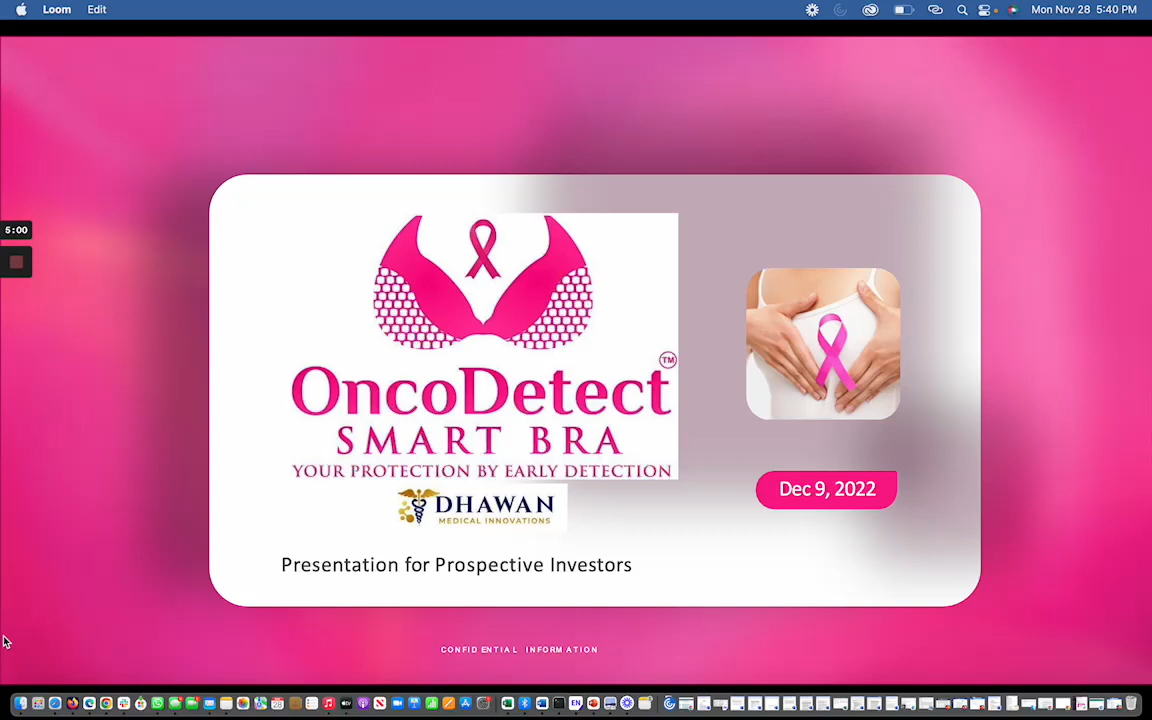 Loom Edit Mon Nov 28 5:40 PM
5:00
OncoDetect™
SMART BRA
YOUR PROTECTION BY EARLY DETECTION
DHAWAN
MEDICAL INNOVATIONS
Dec 9, 2022
Presentation for Prospective Investors
CONFIDENTIAL INFORMATION